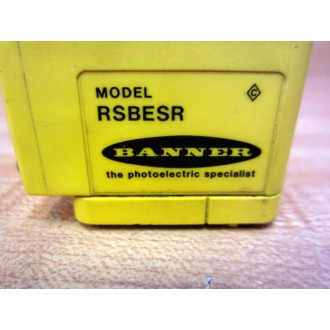 MODEL
RSBESR
BANNER
the photoelectric specialist